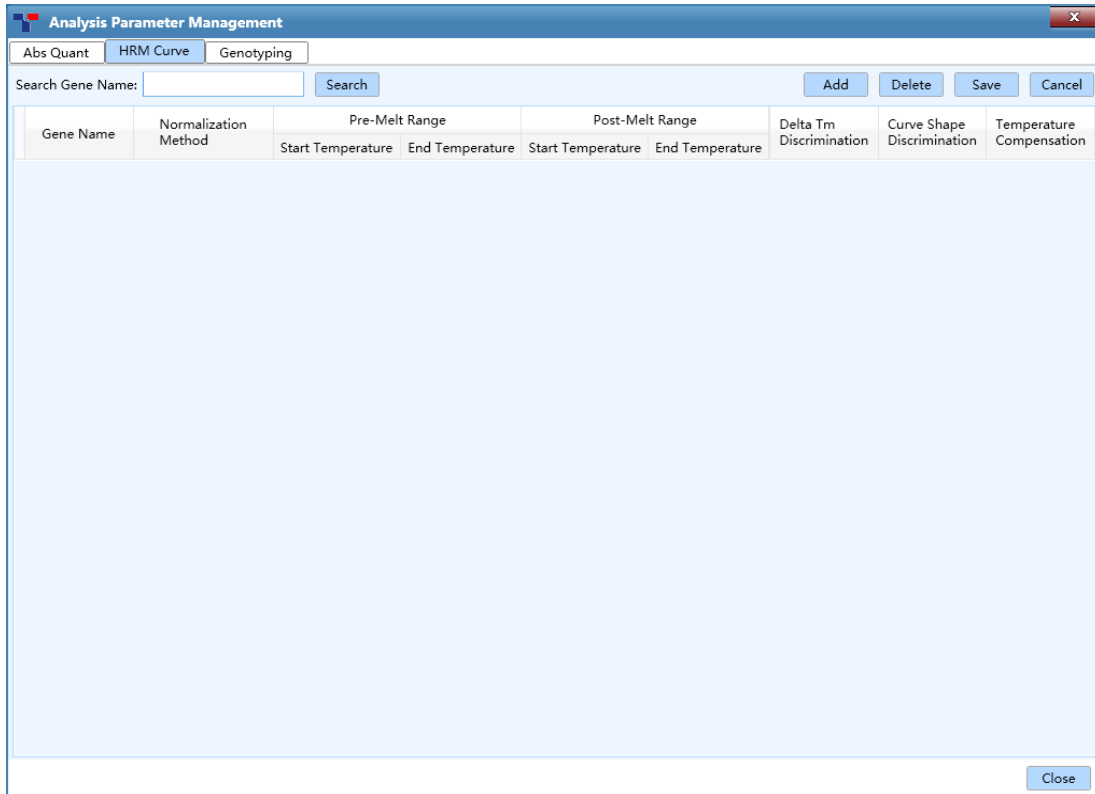 Analysis Parameter Management
X
Abs Quant HRM Curve Genotyping
Search Gene Name: Search Add Delete Save Cancel
Gene Name Normalization Method Pre-Melt Range Post-Melt Range Delta Tm Discrimination Curve Shape Discrimination Temperature Compensation
Start Temperature End Temperature Start Temperature End Temperature
Close